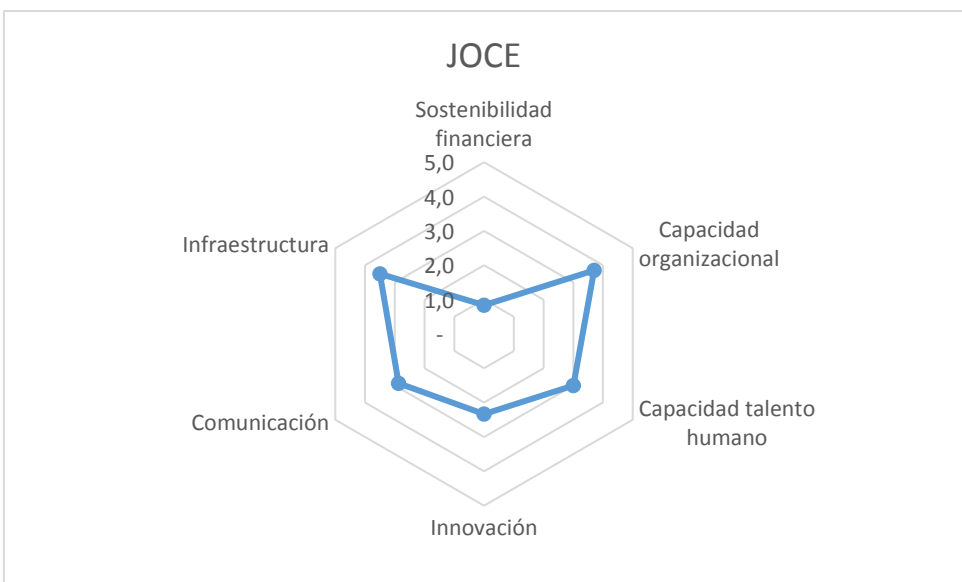 JOCE
Sostenibilidad
financiera
5,0
4,0
3,0
2,0
1,0
-
Capacidad
organizacional
Capacidad talento
humano
Innovación
Comunicación
Infraestructura